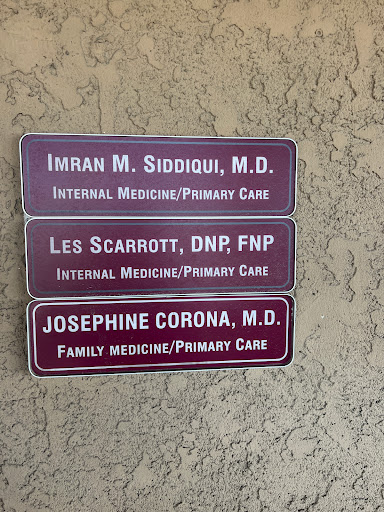 Imran M. Siddiqui, M.D.
Internal Medicine/Primary Care
Les Scarrott, DNP, FNP
Internal Medicine/Primary Care
JOSEPHINE CORONA, M.D.
Family medicine/Primary Care